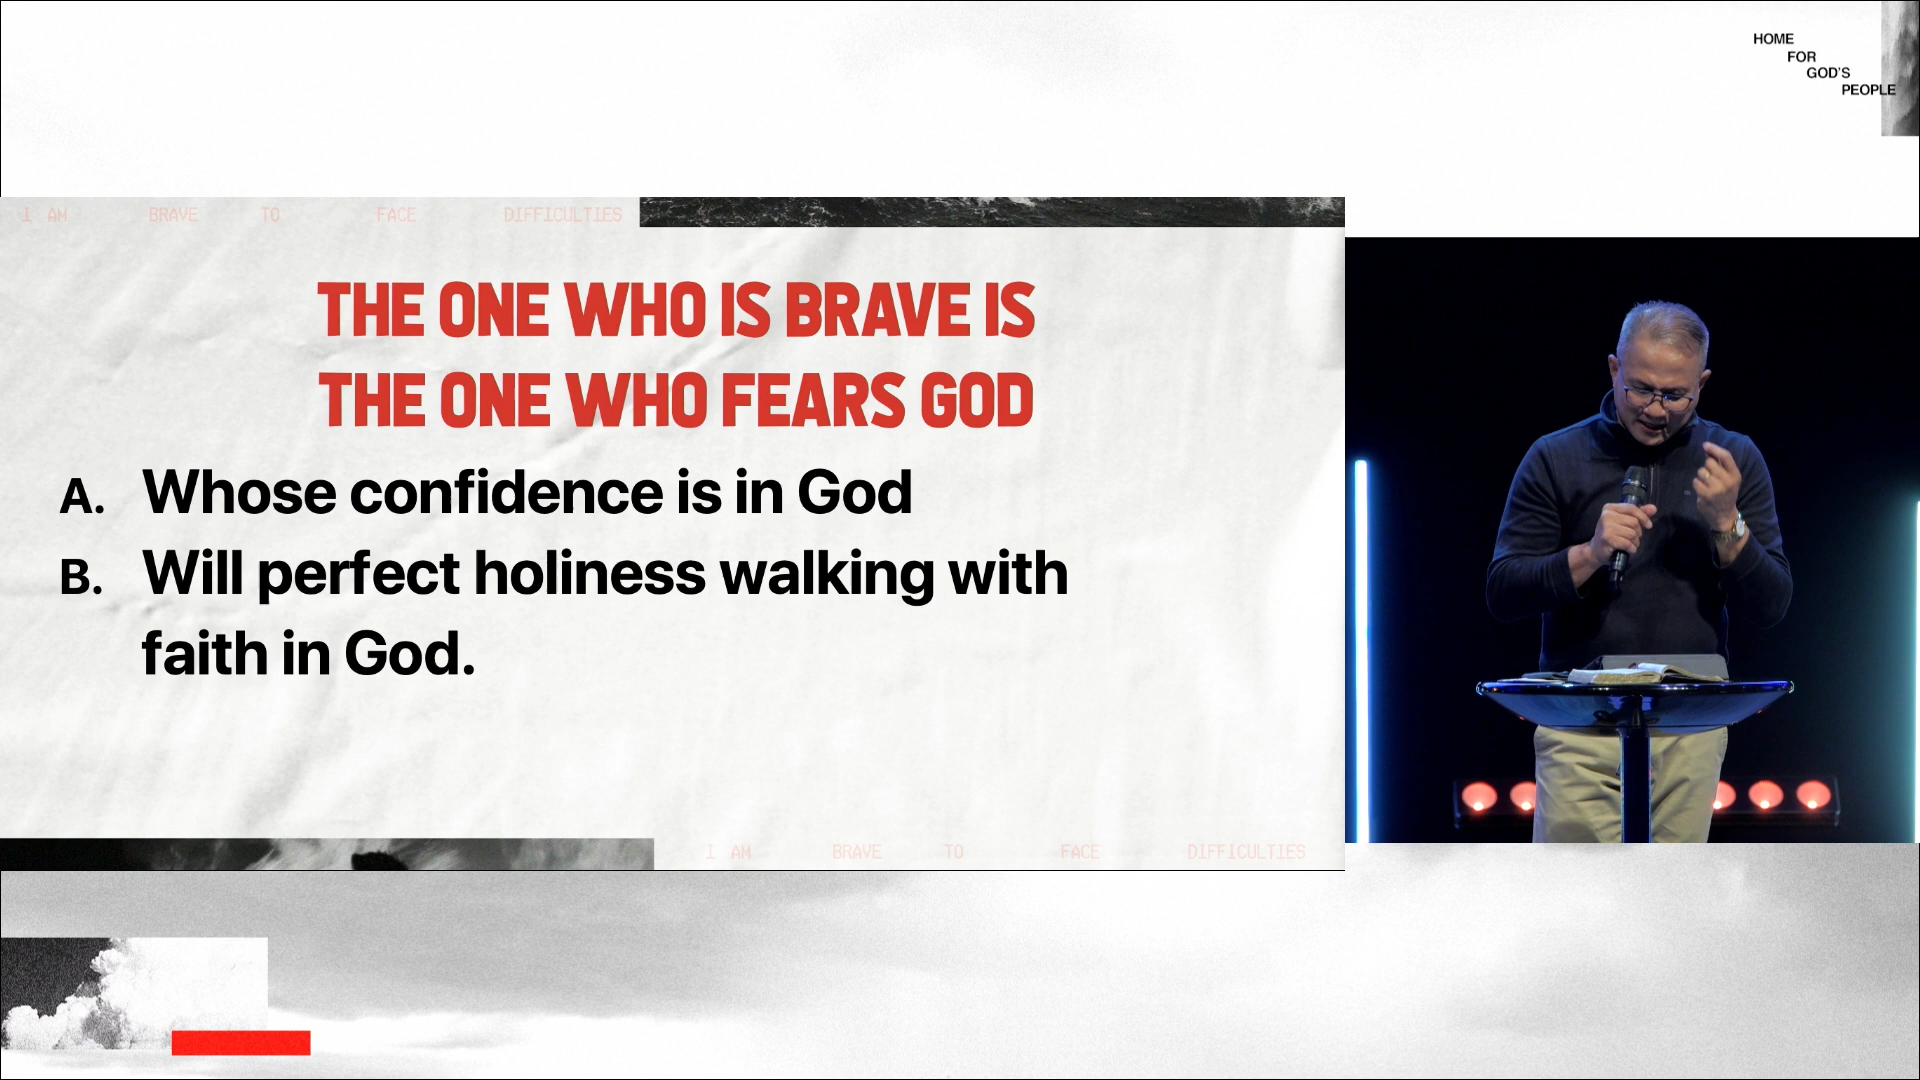 HOME
FOR
GOD'S
PEOPLE
I AM BRAVE TO FACE DIFFICULTIES
THE ONE WHO IS BRAVE IS
THE ONE WHO FEARS GOD
A. Whose confidence is in God
B. Will perfect holiness walking with
faith in God.
I AM BRAVE TO FACE DIFFICULTIES